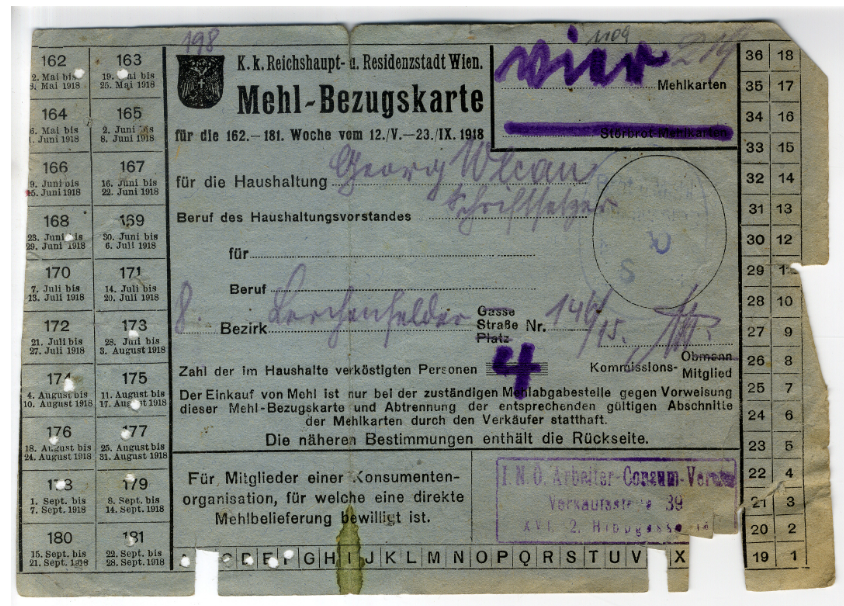 198
1109
219
K.k. Reichshaupt- u. Residenzstadt Wien.
Mehl-Bezugskarte
für die 162.—181. Woche vom 12./V.—23./IX. 1918
vier
Mehlkarten
Störbrot-Mehlkarten
für die Haushaltung Georg
Beruf des Haushaltungsvorstandes Schriftsetzer
für
Beruf
8. Bezirk Lerchenfelder Gasse
Straße Nr. 146/15.
Platz
Obmann
Kommissions-Mitglied
Zahl der im Haushalte verköstigten Personen 4
Der Einkauf von Mehl ist nur bei der zuständigen Mehlabgabestelle gegen Vorweisung
dieser Mehl-Bezugskarte und Abtrennung der entsprechenden gültigen Abschnitte
der Mehlkarten durch den Verkäufer statthaft.
Die näheren Bestimmungen enthält die Rückseite.
Für Mitglieder einer Konsumenten-
organisation, für welche eine direkte
Mehlbelieferung bewilligt ist.
I. N. Ö. Arbeiter-Consum-Verein
Verkaufsstelle 39
XVI. 2.
162 163
2. Mai bis 19. Mai bis
8. Mai 1918 25. Mai 1918
164 165
6. Mai bis 2. Juni bis
1. Juni 1918 8. Juni 1918
166 167
9. Juni bis 16. Juni bis
15. Juni 1918 22. Juni 1918
168 169
23. Juni bis 30. Juni bis
29. Juni 1918 6. Juli 1918
170 171
7. Juli bis 14. Juli bis
13. Juli 1918 20. Juli 1918
172 173
21. Juli bis 28. Juli bis
27. Juli 1918 3. August 1918
174 175
4. August bis 11. August bis
10. August 1918 17. August 1918
176 177
18. August bis 25. August bis
24. August 1918 31. August 1918
178 179
1. Sept. bis 8. Sept. bis
7. Sept. 1918 14. Sept. 1918
180 181
15. Sept. bis 22. Sept. bis
21. Sept. 1918 28. Sept. 1918
36 18
35 17
34 16
33 15
32 14
31 13
30 12
29 1
28 10
27 9
26 8
25 7
24 6
23 5
22 4
21 3
20 2
19 1
D E F G H I J K L M N O P Q R S T U V X